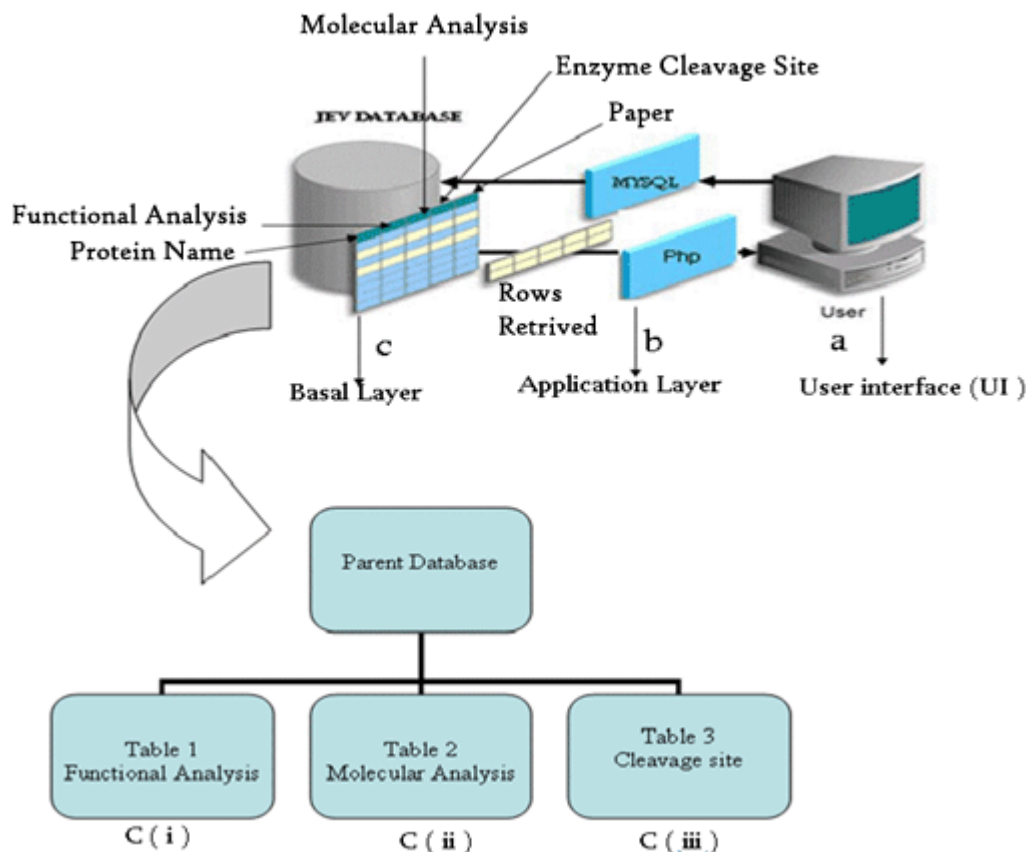 Molecular Analysis
Enzyme Cleavage Site
JEV DATABASE
Paper
MYSQL
Functional Analysis
Protein Name
Php
Rows
Retrived
User
c
b
a
Basal Layer
Application Layer
User interface (UI )
Parent Database
Table 1
Functional Analysis
Table 2
Molecular Analysis
Table 3
Cleavage site
C ( i )
C ( ii )
C ( iii )